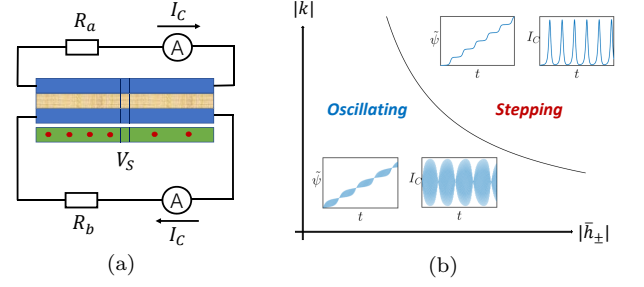 I_C
R_a
A
V_S
R_b
A
I_C
(a)
|k|
ψ̃
t
I_C
t
Oscillating
Stepping
ψ̃
t
I_C
t
|h̄_±|
(b)